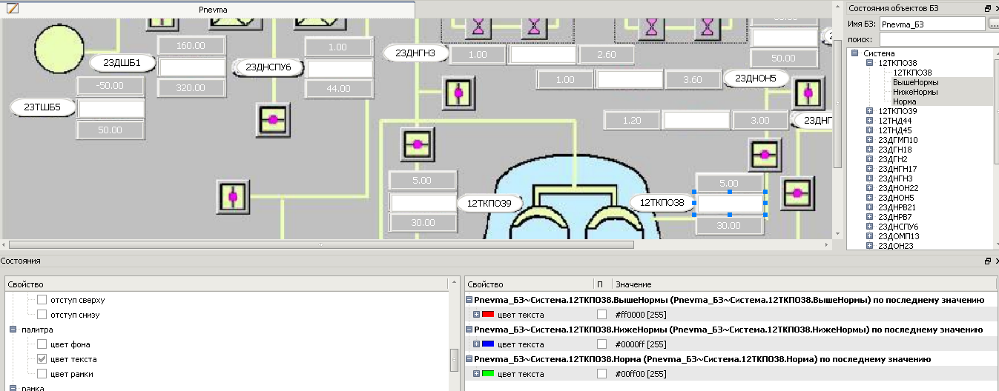 Pnevma
Состояния объектов БЗ
Имя БЗ: Pnevma_БЗ ...
поиск:
Система
12ТКПО38
12ТКПО38
ВышеНормы
НижеНормы
Норма
12ТКПО39
12ТНД44
12ТНД45
23ДГМП10
23ДГН18
23ДГН2
23ДНГН17
23ДНГН3
23ДНОН22
23ДНОН5
23ДНРВ21
23ДНРВ7
23ДНСПУ6
23ДОМП13
23ДОН23
160.00
23ДШБ1
320.00
-50.00
23ТШБ5
50.00
1.00
23ДНСПУ6
44.00
23ДНГН3 1.00 2.60
50.00
1.00 3.60 23ДНОН5
1.20 3.00 23ДНГ
5.00
12ТКПО39
30.00
5.00
12ТКПО38
30.00
Состояния
Свойство
отступ сверху
отступ снизу
палитра
цвет фона
цвет текста
цвет рамки
рамка
Свойство П Значение
Pnevma_БЗ~Система.12ТКПО38.ВышеНормы (Pnevma_БЗ~Система.12ТКПО38.ВышеНормы) по последнему значению
цвет текста #ff0000 [255]
Pnevma_БЗ~Система.12ТКПО38.НижеНормы (Pnevma_БЗ~Система.12ТКПО38.НижеНормы) по последнему значению
цвет текста #0000ff [255]
Pnevma_БЗ~Система.12ТКПО38.Норма (Pnevma_БЗ~Система.12ТКПО38.Норма) по последнему значению
цвет текста #00ff00 [255]